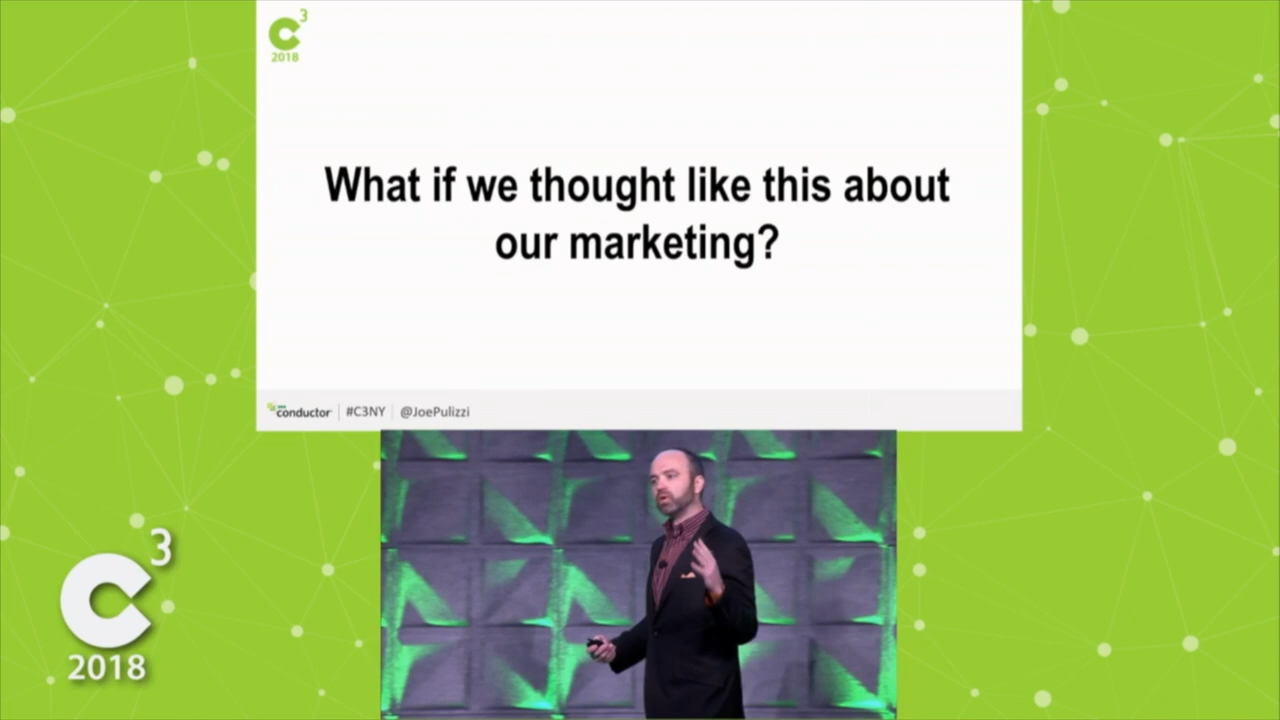 C3
2018
What if we thought like this about
our marketing?
conductor | #C3NY | @JoePulizzi
C3
2018